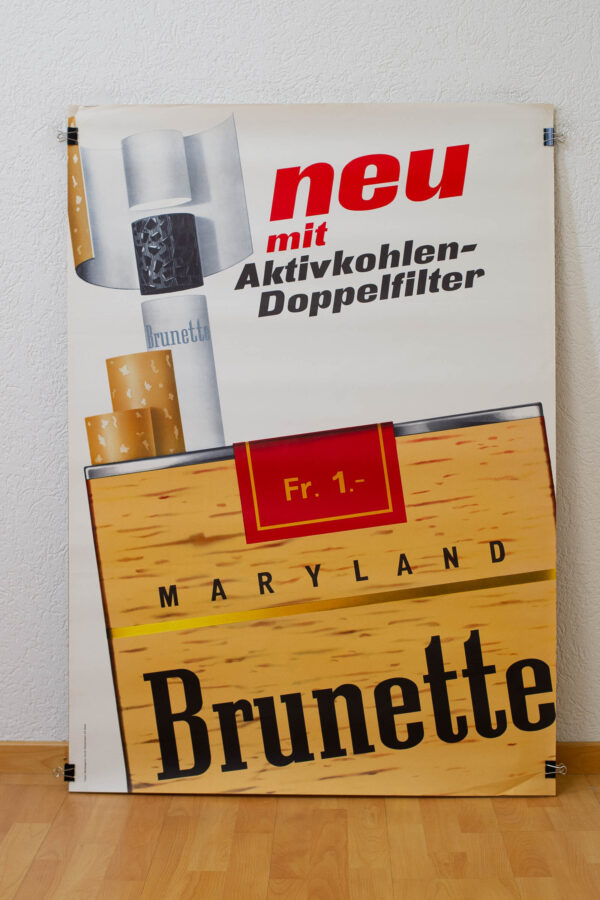 neu
mit
Aktivkohlen-
Doppelfilter
Brunette
Fr. 1.-
MARYLAND
Brunette